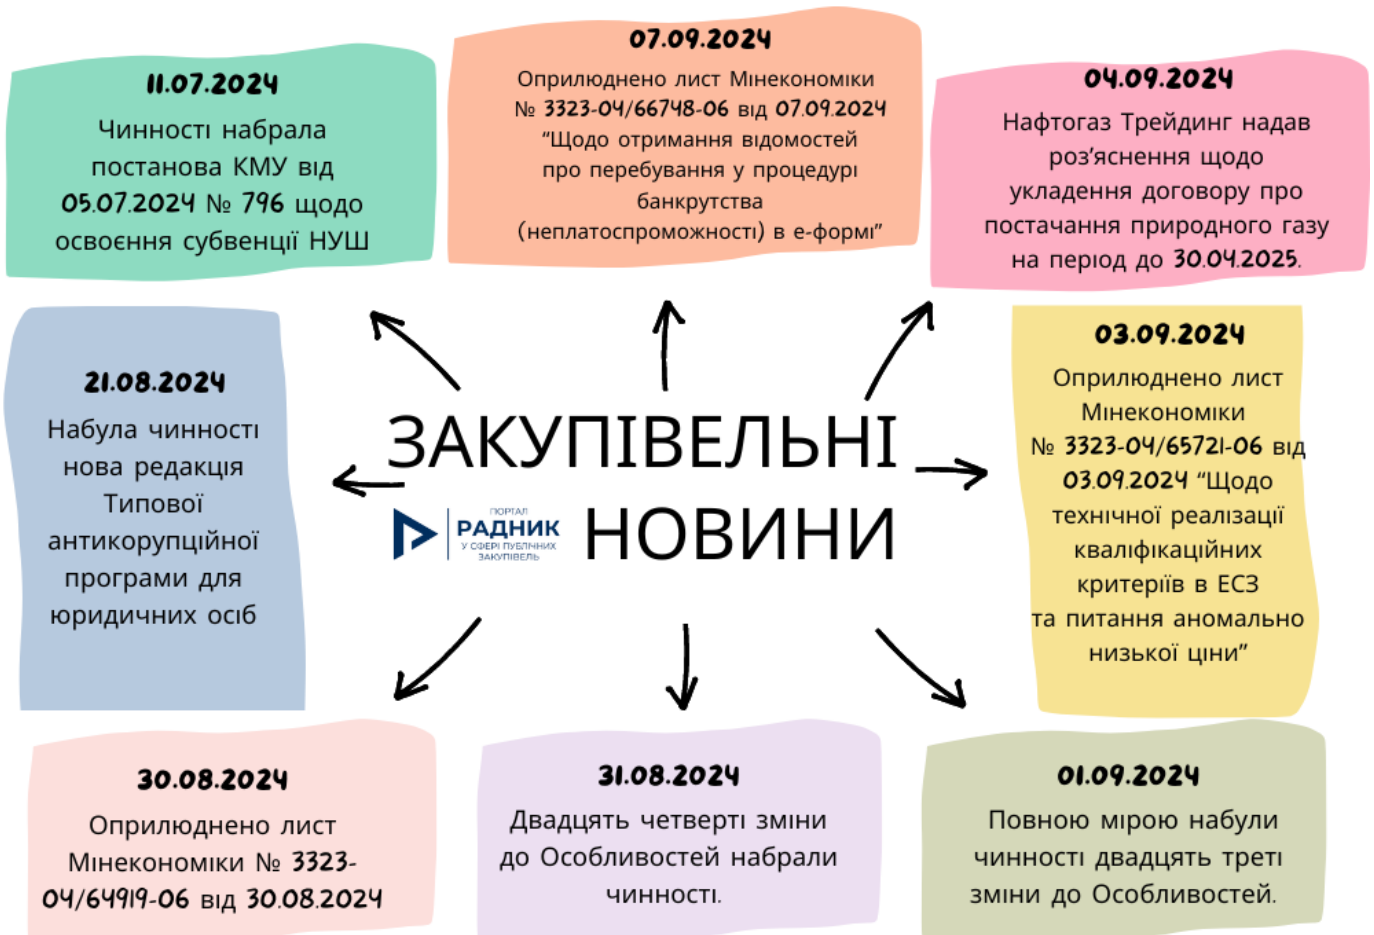 11.07.2024
Чинності набрала
постанова КМУ від
05.07.2024 № 796 щодо
освоєння субвенції НУШ
07.09.2024
Оприлюднено лист Мінекономіки
№ 3323-04/66748-06 від 07.09.2024
“Щодо отримання відомостей
про перебування у процедурі
банкрутства
(неплатоспроможності) в е-формі”
04.09.2024
Нафтогаз Трейдинг надав
роз’яснення щодо
укладення договору про
постачання природного газу
на період до 30.04.2025.
21.08.2024
Набула чинності
нова редакція
Типової
антикорупційної
програми для
юридичних осіб
ЗАКУПІВЕЛЬНІ
НОВИНИ
ПОРТАЛ
РАДНИК
У СФЕРІ ПУБЛІЧНИХ
ЗАКУПІВЕЛЬ
03.09.2024
Оприлюднено лист
Мінекономіки
№ 3323-04/65721-06 від
03.09.2024 “Щодо
технічної реалізації
кваліфікаційних
критеріїв в ЕСЗ
та питання аномально
низької ціни”
30.08.2024
Оприлюднено лист
Мінекономіки № 3323-
04/64919-06 від 30.08.2024
31.08.2024
Двадцять четверті зміни
до Особливостей набрали
чинності.
01.09.2024
Повною мірою набули
чинності двадцять треті
зміни до Особливостей.